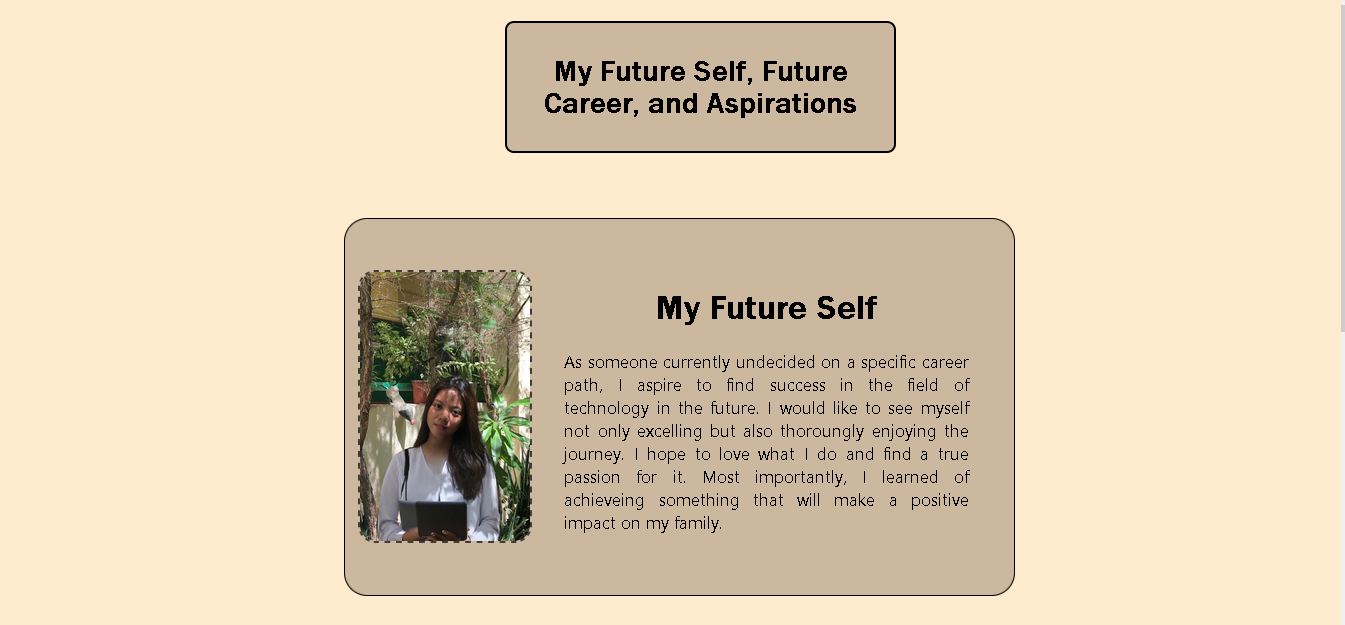 My Future Self, Future
Career, and Aspirations
My Future Self
As someone currently undecided on a specific career
path, I aspire to find success in the field of
technology in the future. I would like to see myself
not only excelling but also thoroungly enjoying the
journey. I hope to love what I do and find a true
passion for it. Most importantly, I learned of
achieveing something that will make a positive
impact on my family.